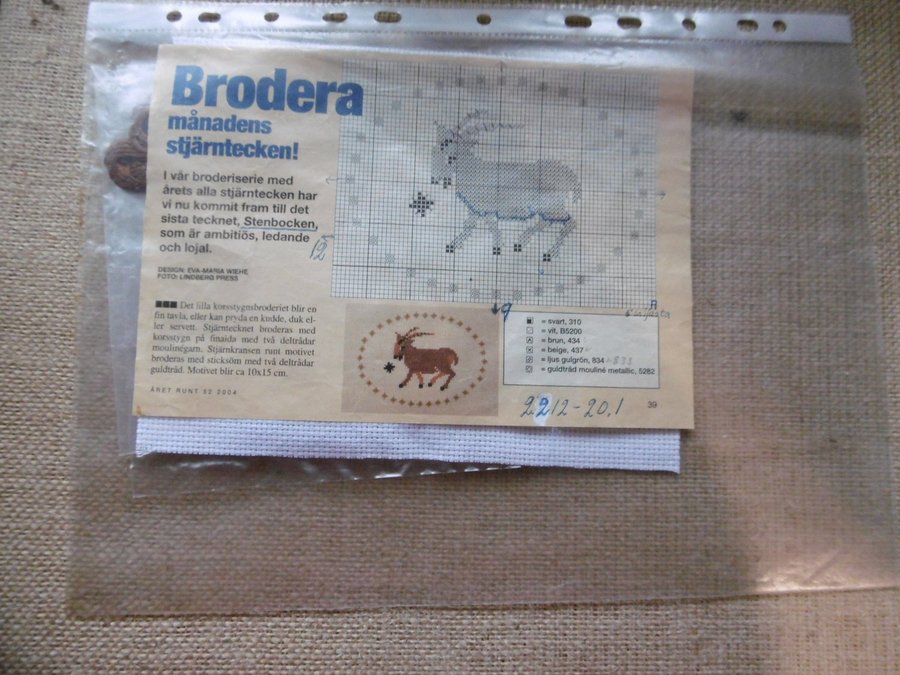 Brodera
månadens
stjärntecken!
I vår broderiserie med
årets alla stjärntecken har
vi nu kommit fram till det
sista tecknet, Stenbocken,
som är ambitiös, ledande
och lojal.
DESIGN: EVA-MARIA WIEHE
FOTO: LINDBERG PRESS
Det lilla korsstygnsbroderiet blir en
fin tavla, eller kan pryda en kudde, duk el-
ler servett. Stjärntecknet broderas med
korsstygn på finaida med två deltrådar
moulinégarn. Stjärnkransen runt motivet
broderas med sticksöm med två deltrådar
guldtråd. Motivet blir ca 10x15 cm.
ÅRET RUNT 52 2004
12
9
= svart, 310
= vit, B5200
= brun, 434
= beige, 437
= ljus gulgrön, 834 +833
= guldtråd mouliné metallic, 5282
2212-20.1
39